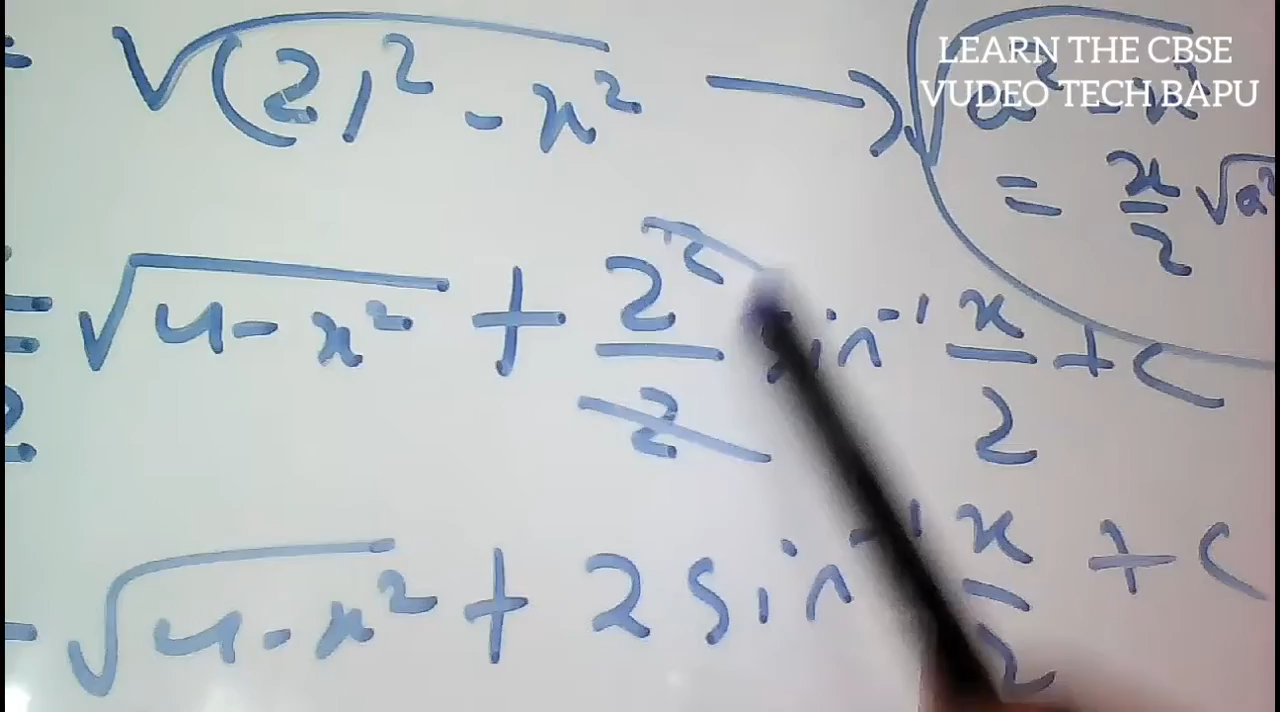 = √(2)² - x² → √a² - x²
LEARN THE CBSE
VUDEO TECH BAPU
= x/2 √a²
= √4 - x² + 2²/2 sin⁻¹ x/2 + C
= √4 - x² + 2 sin⁻¹ x/2 + C